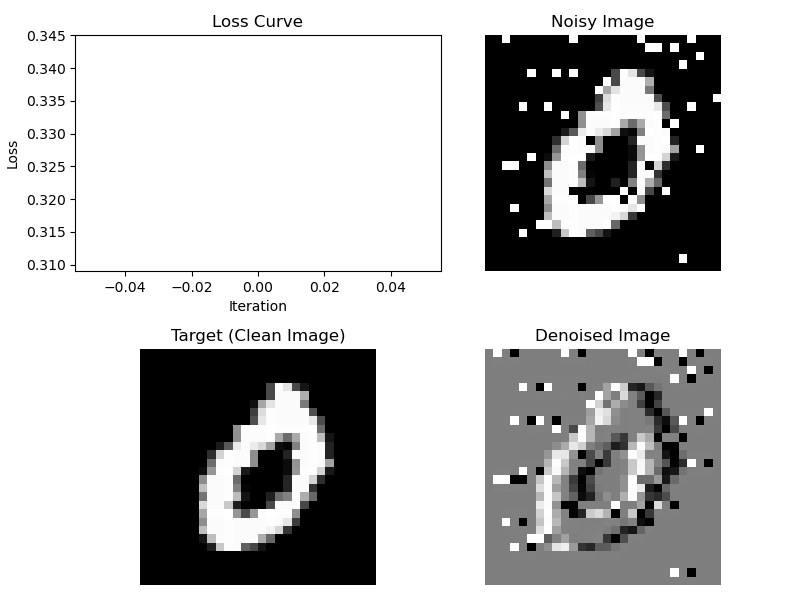 Loss Curve
Noisy Image
0.345
0.340
0.335
0.330
0.325
0.320
0.315
0.310
Loss
−0.04 −0.02 0.00 0.02 0.04
Iteration
Target (Clean Image)
Denoised Image